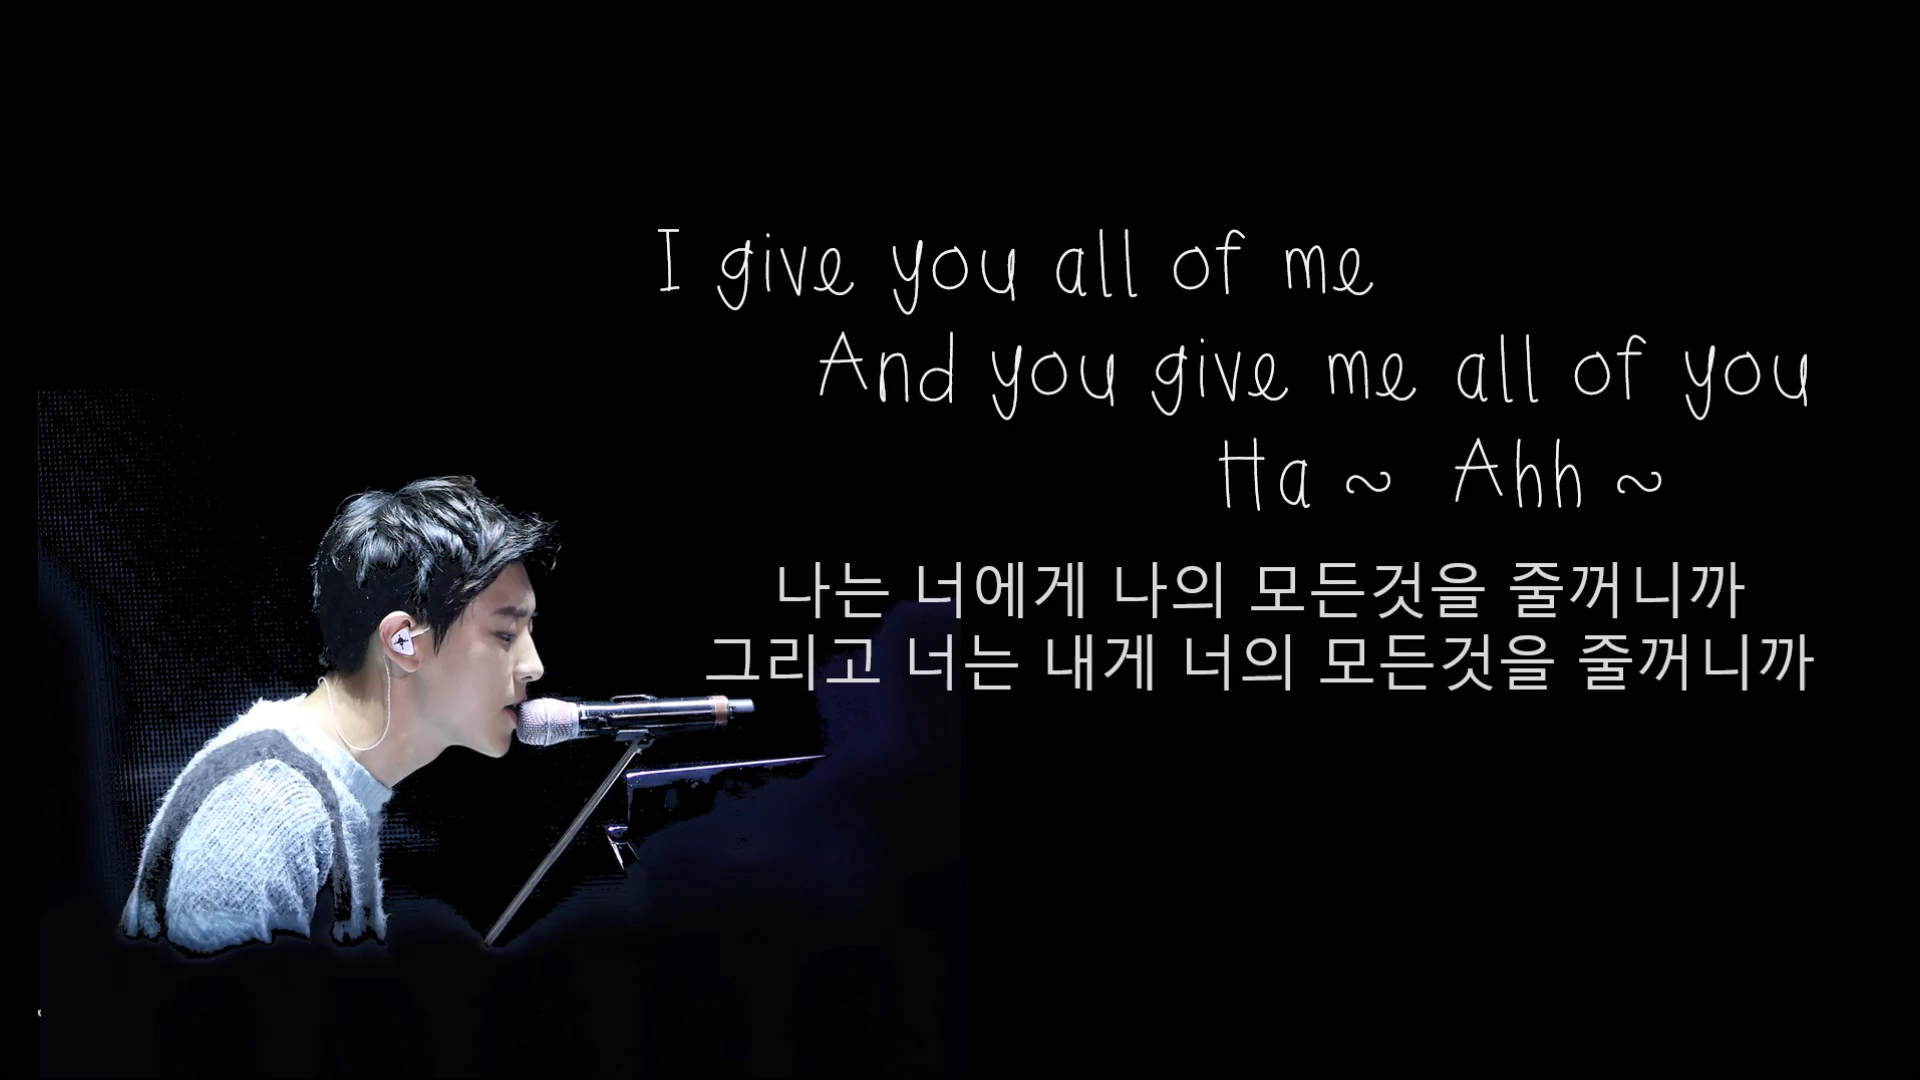 I give you all of me
And you give me all of you
Ha ~ Ahh ~
나는 너에게 나의 모든것을 줄꺼니까
그리고 너는 내게 너의 모든것을 줄꺼니까